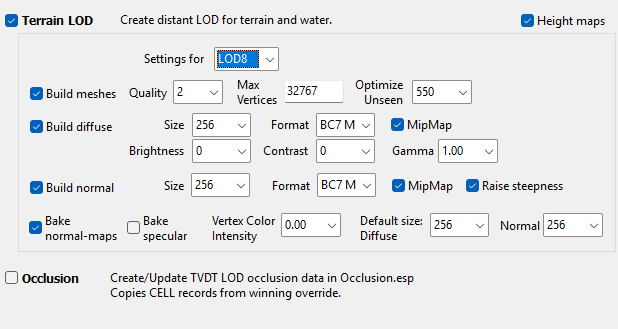 Terrain LOD Create distant LOD for terrain and water. Height maps
Settings for LOD8
Build meshes Quality 2 Max Vertices 32767 Optimize Unseen 550
Build diffuse Size 256 Format BC7 M MipMap
Brightness 0 Contrast 0 Gamma 1.00
Build normal Size 256 Format BC7 M MipMap Raise steepness
Bake normal-maps Bake specular Vertex Color Intensity 0.00 Default size: Diffuse 256 Normal 256
Occlusion Create/Update TVDT LOD occlusion data in Occlusion.esp
Copies CELL records from winning override.